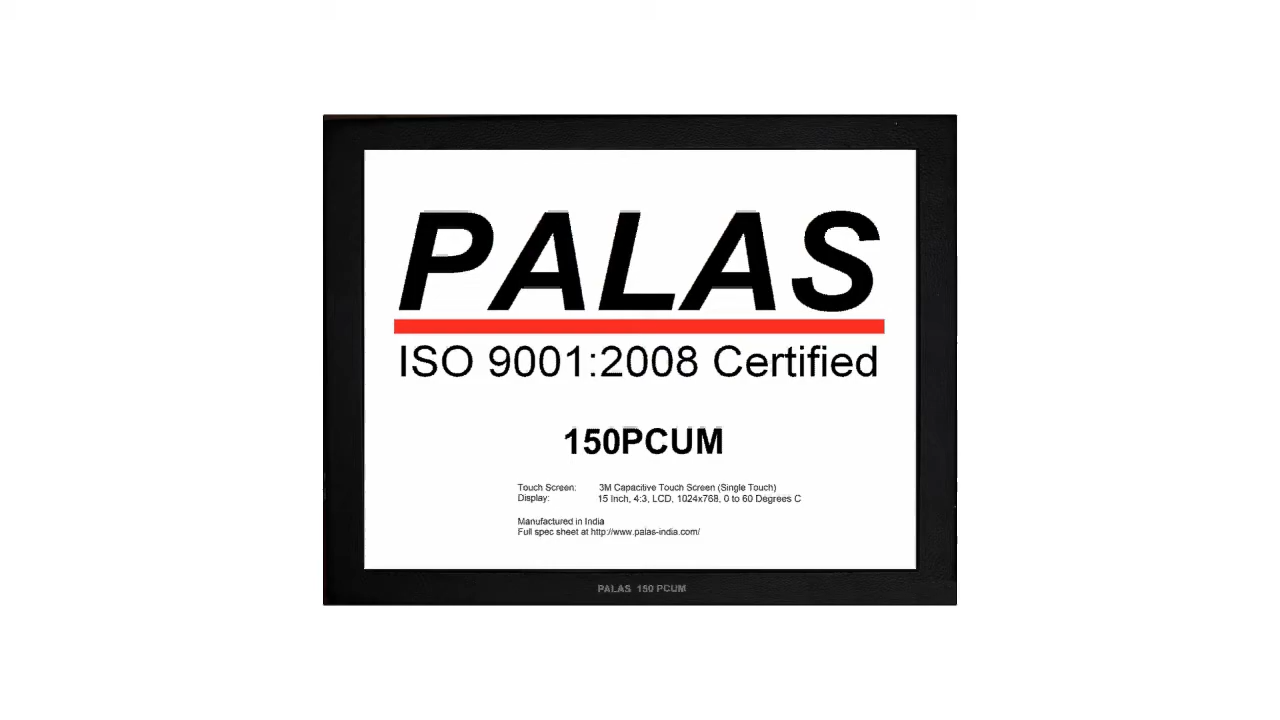 PALAS
ISO 9001:2008 Certified
150PCUM
Touch Screen: 3M Capacitive Touch Screen (Single Touch)
Display: 15 Inch, 4:3, LCD, 1024x768, 0 to 60 Degrees C
Manufactured in India
Full spec sheet at http://www.palas-india.com/
PALAS 150 PCUM